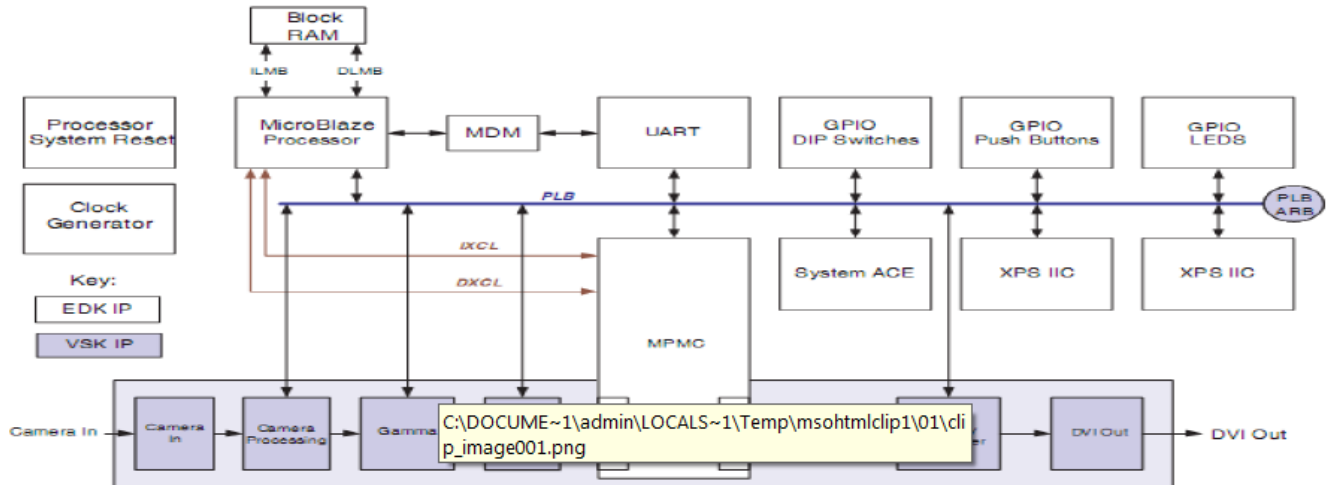 Block
RAM
ILMB
DLMB
Processor
System Reset
MicroBlaze
Processor
MDM
UART
GPIO
DIP Switches
GPIO
Push Buttons
GPIO
LEDS
PLB
PLB
ARB
Clock
Generator
IXCL
DXCL
System ACE
XPS IIC
XPS IIC
Key:
EDK IP
VSK IP
MPMC
Camera In
Camera
In
Camera
Processing
Gamma
C:\DOCUME~1\admin\LOCALS~1\Temp\msohtmlclip1\01\cli
p_image001.png
DVI Out
DVI Out